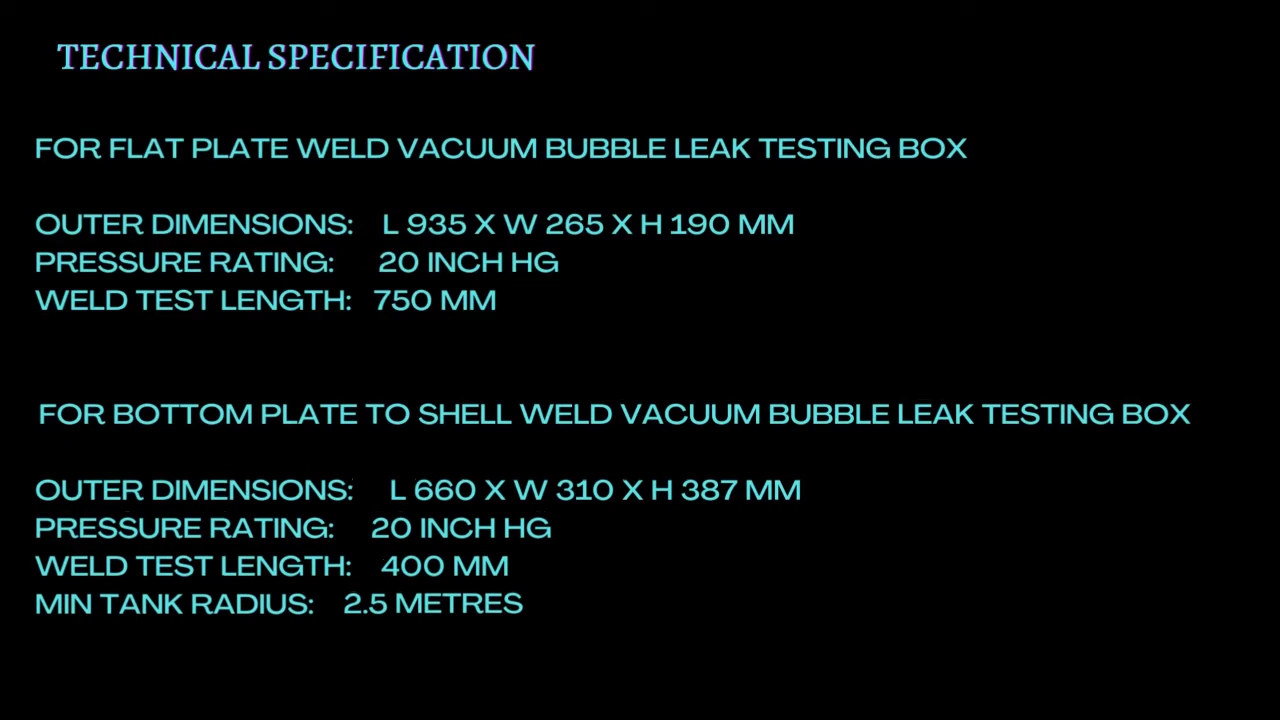 TECHNICAL SPECIFICATION
FOR FLAT PLATE WELD VACUUM BUBBLE LEAK TESTING BOX
OUTER DIMENSIONS: L 935 X W 265 X H 190 MM
PRESSURE RATING: 20 INCH HG
WELD TEST LENGTH: 750 MM
FOR BOTTOM PLATE TO SHELL WELD VACUUM BUBBLE LEAK TESTING BOX
OUTER DIMENSIONS: L 660 X W 310 X H 387 MM
PRESSURE RATING: 20 INCH HG
WELD TEST LENGTH: 400 MM
MIN TANK RADIUS: 2.5 METRES